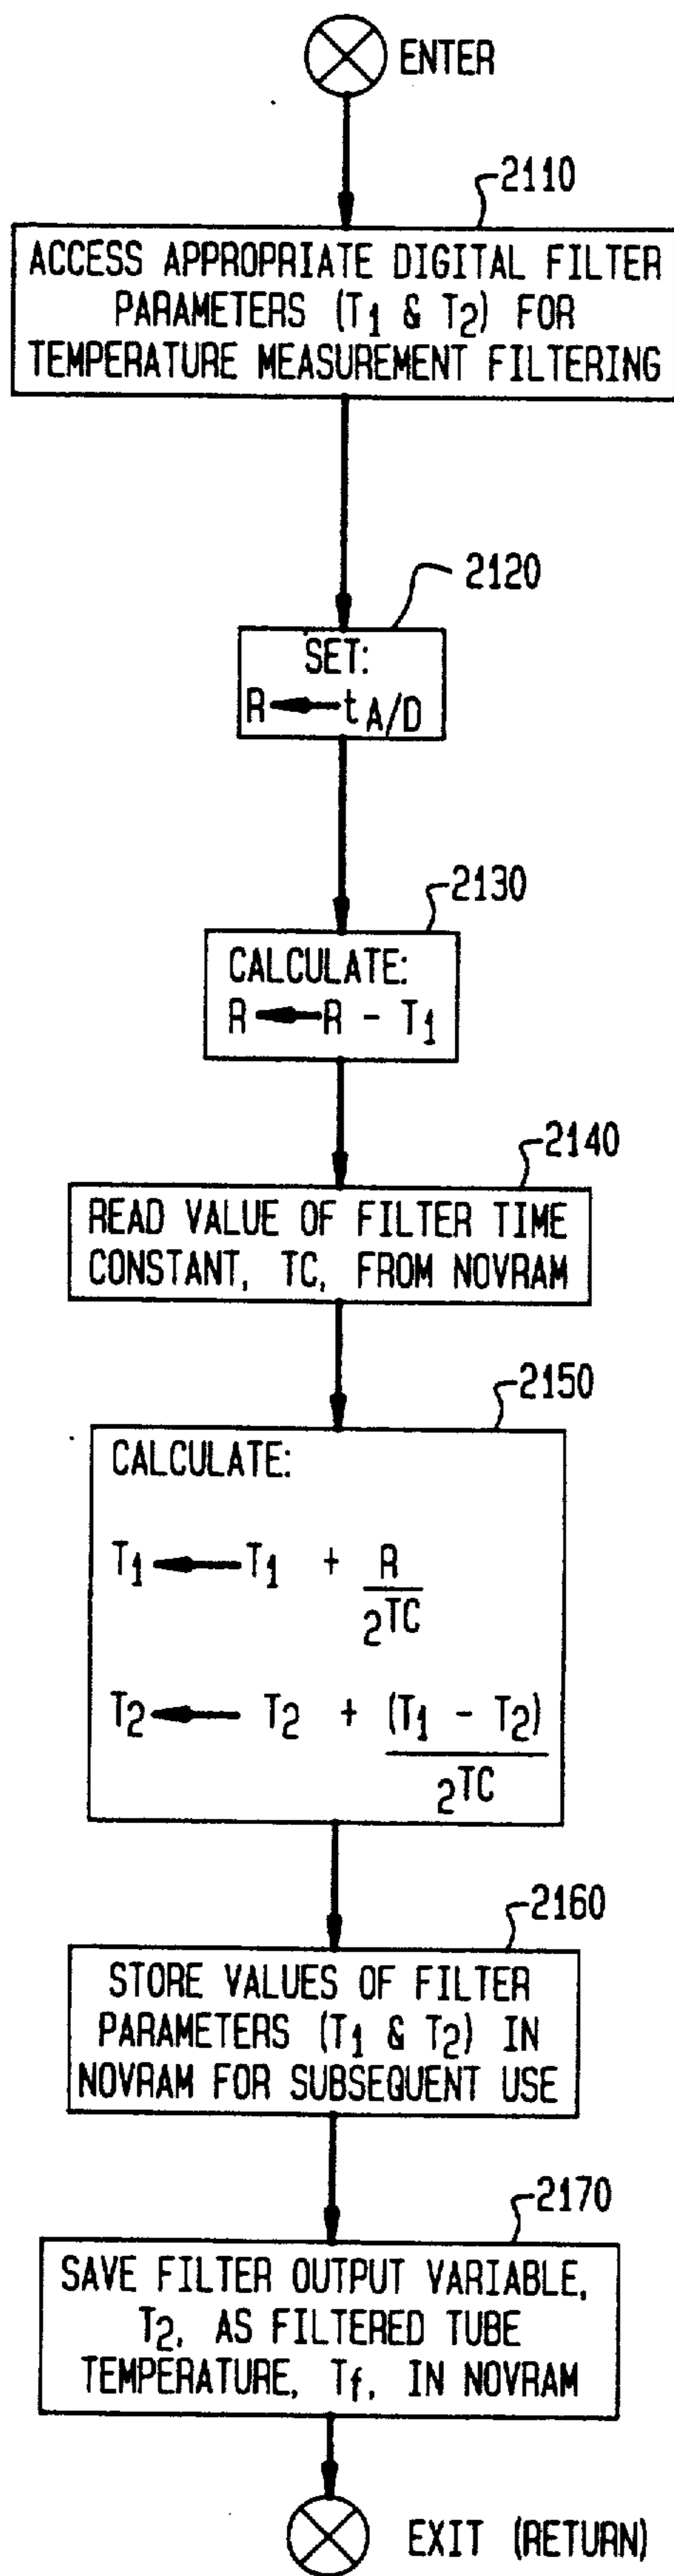 ENTER
2110
ACCESS APPROPRIATE DIGITAL FILTER
PARAMETERS (T1 & T2) FOR
TEMPERATURE MEASUREMENT FILTERING
2120
SET:
R ← t A/D
2130
CALCULATE:
R ← R - T1
2140
READ VALUE OF FILTER TIME
CONSTANT, TC, FROM NOVRAM
2150
CALCULATE:
T1 ← T1 + R
2TC
T2 ← T2 + (T1 - T2)
2TC
2160
STORE VALUES OF FILTER
PARAMETERS (T1 & T2) IN
NOVRAM FOR SUBSEQUENT USE
2170
SAVE FILTER OUTPUT VARIABLE,
T2, AS FILTERED TUBE
TEMPERATURE, Tf, IN NOVRAM
EXIT (RETURN)